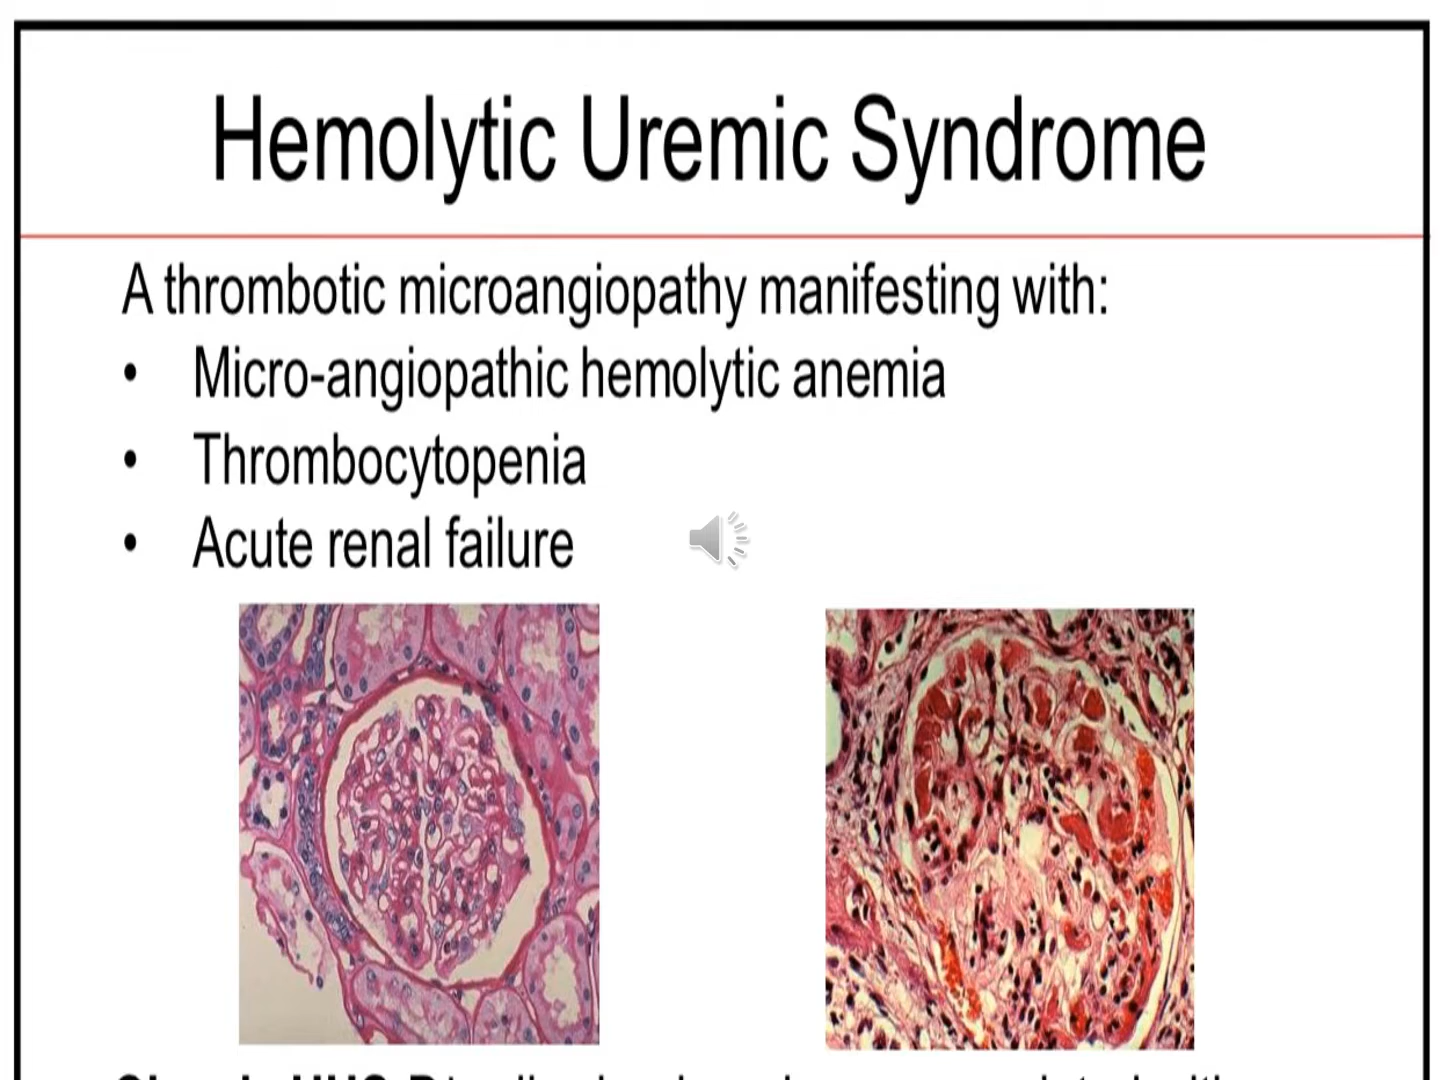 Hemolytic Uremic Syndrome
A thrombotic microangiopathy manifesting with:
• Micro-angiopathic hemolytic anemia
• Thrombocytopenia
• Acute renal failure